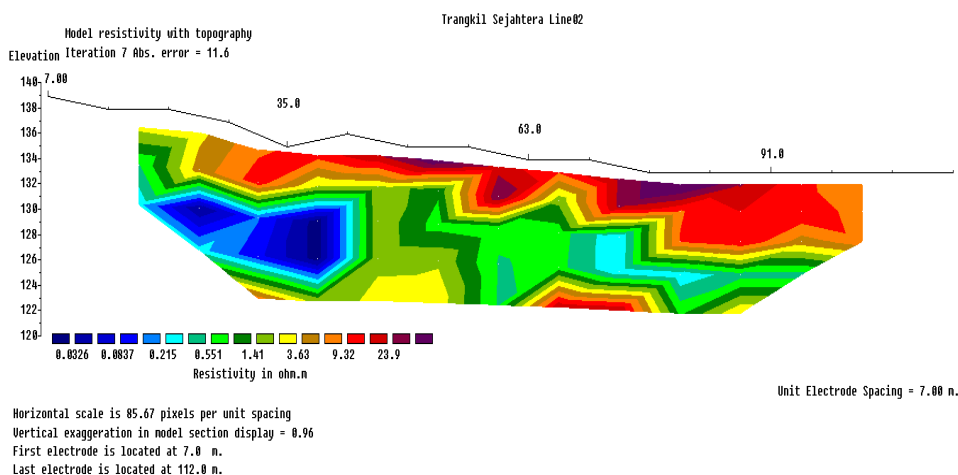 Trangkil Sejahtera Line02
Model resistivity with topography
Iteration 7 Abs. error = 11.6
Elevation
7.00
35.0
63.0
91.0
140
138
136
134
132
130
128
126
124
122
120
0.0326 0.0837 0.215 0.551 1.41 3.63 9.32 23.9
Resistivity in ohm.m
Unit Electrode Spacing = 7.00 m.
Horizontal scale is 85.67 pixels per unit spacing
Vertical exaggeration in model section display = 0.96
First electrode is located at 7.0 m.
Last electrode is located at 112.0 m.